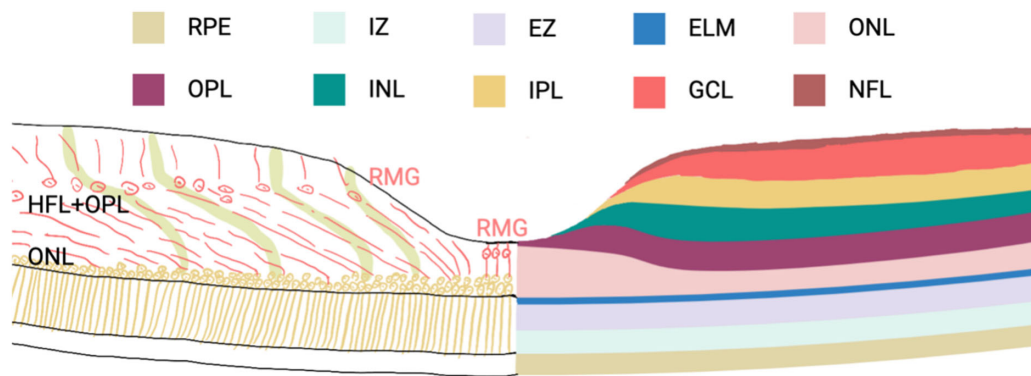 RPE IZ EZ ELM ONL
OPL INL IPL GCL NFL
RMG
HFL+OPL
RMG
ONL